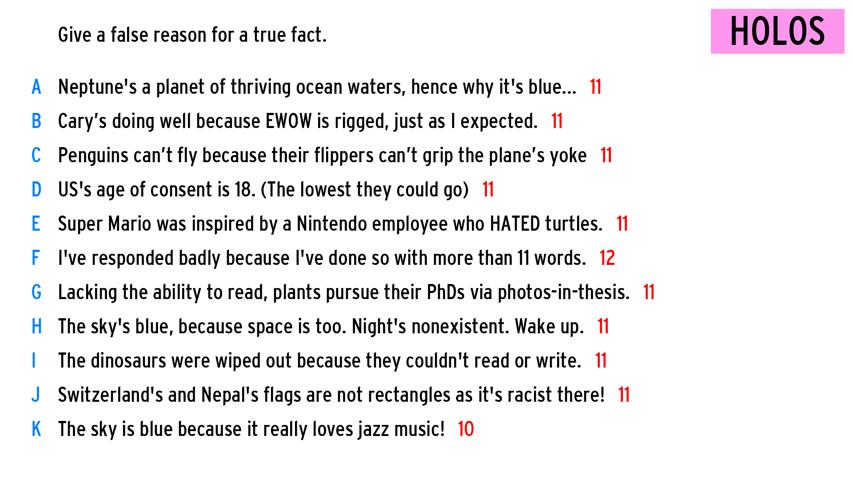 Give a false reason for a true fact.
HOLOS
A Neptune's a planet of thriving ocean waters, hence why it's blue... 11
B Cary’s doing well because EWOW is rigged, just as I expected. 11
C Penguins can’t fly because their flippers can’t grip the plane’s yoke 11
D US's age of consent is 18. (The lowest they could go) 11
E Super Mario was inspired by a Nintendo employee who HATED turtles. 11
F I've responded badly because I've done so with more than 11 words. 12
G Lacking the ability to read, plants pursue their PhDs via photos-in-thesis. 11
H The sky's blue, because space is too. Night's nonexistent. Wake up. 11
I The dinosaurs were wiped out because they couldn't read or write. 11
J Switzerland's and Nepal's flags are not rectangles as it's racist there! 11
K The sky is blue because it really loves jazz music! 10